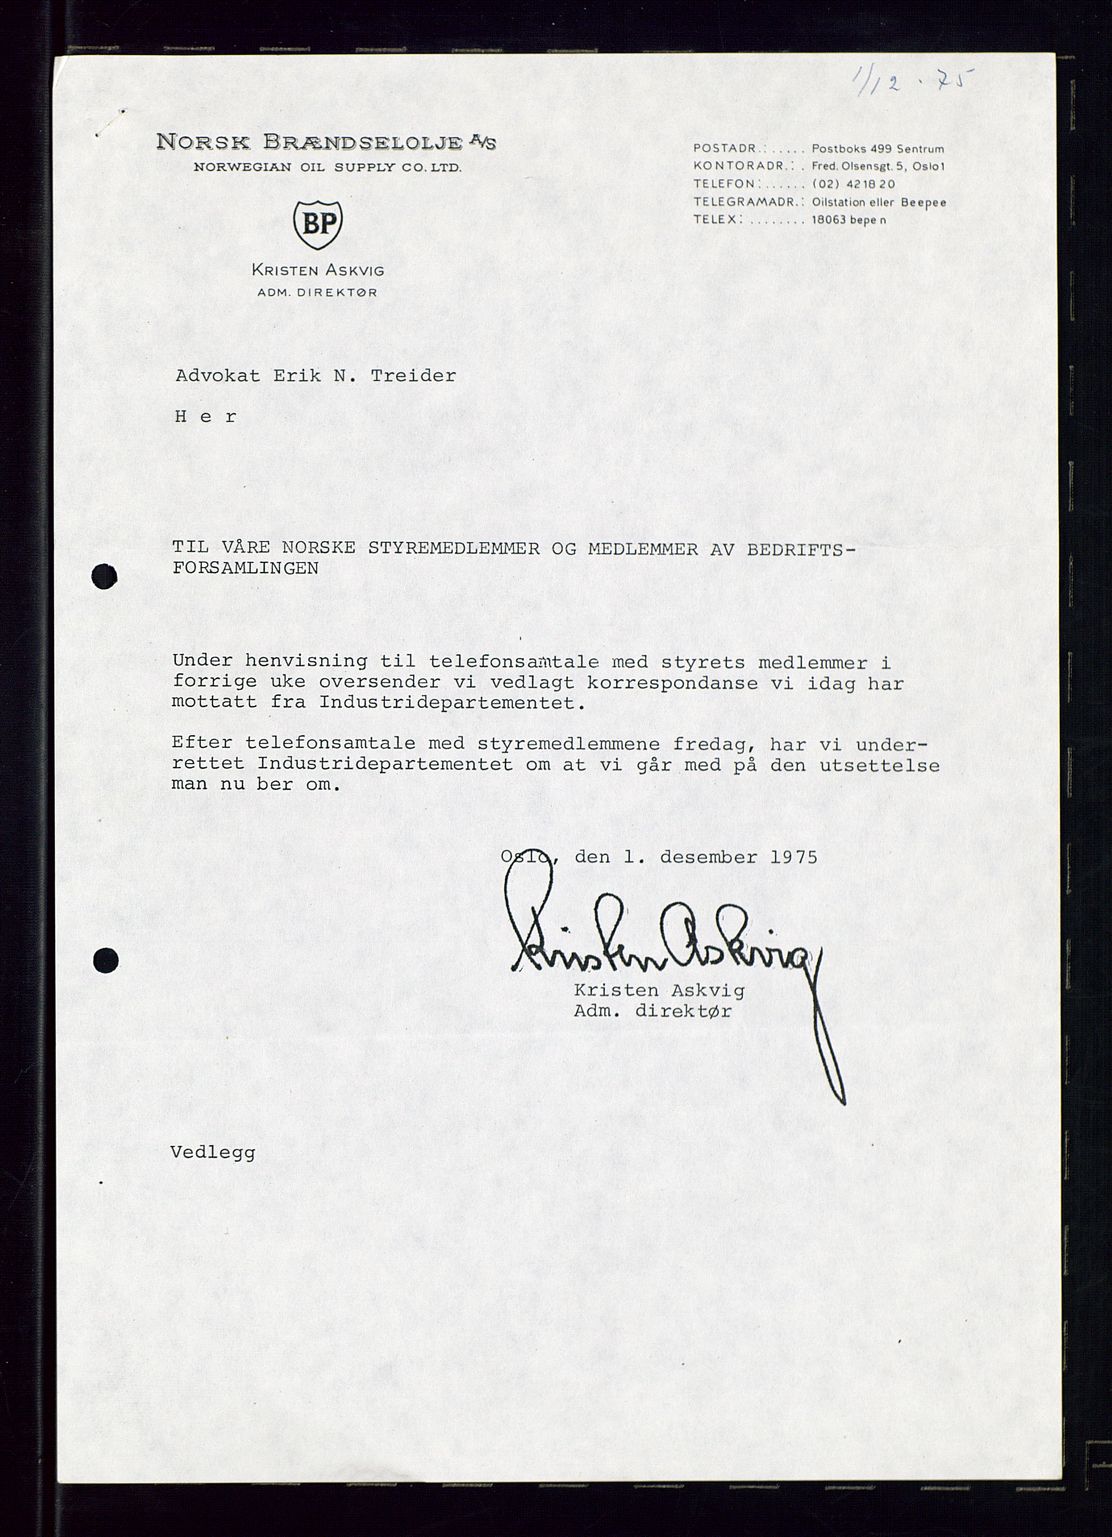 1/12 - 75
NORSK BRÆNDSELOLJE A/S
NORWEGIAN OIL SUPPLY CO. LTD.
BP
KRISTEN ASKVIG
ADM. DIREKTØR
POSTADR.: ..... Postboks 499 Sentrum
KONTORADR.: . Fred. Olsensgt. 5, Oslo 1
TELEFON: ...... (02) 42 18 20
TELEGRAMADR.: Oilstation eller Beepee
TELEX: ........ 18063 bepe n
Advokat Erik N. Treider
H e r
TIL VÅRE NORSKE STYREMEDLEMMER OG MEDLEMMER AV BEDRIFTS-
FORSAMLINGEN
Under henvisning til telefonsamtale med styrets medlemmer i
forrige uke oversender vi vedlagt korrespondanse vi idag har
mottatt fra Industridepartementet.
Efter telefonsamtale med styremedlemmene fredag, har vi under-
rettet Industridepartementet om at vi går med på den utsettelse
man nu ber om.
Oslo, den 1. desember 1975
Kristen Askvig
Kristen Askvig
Adm. direktør
Vedlegg